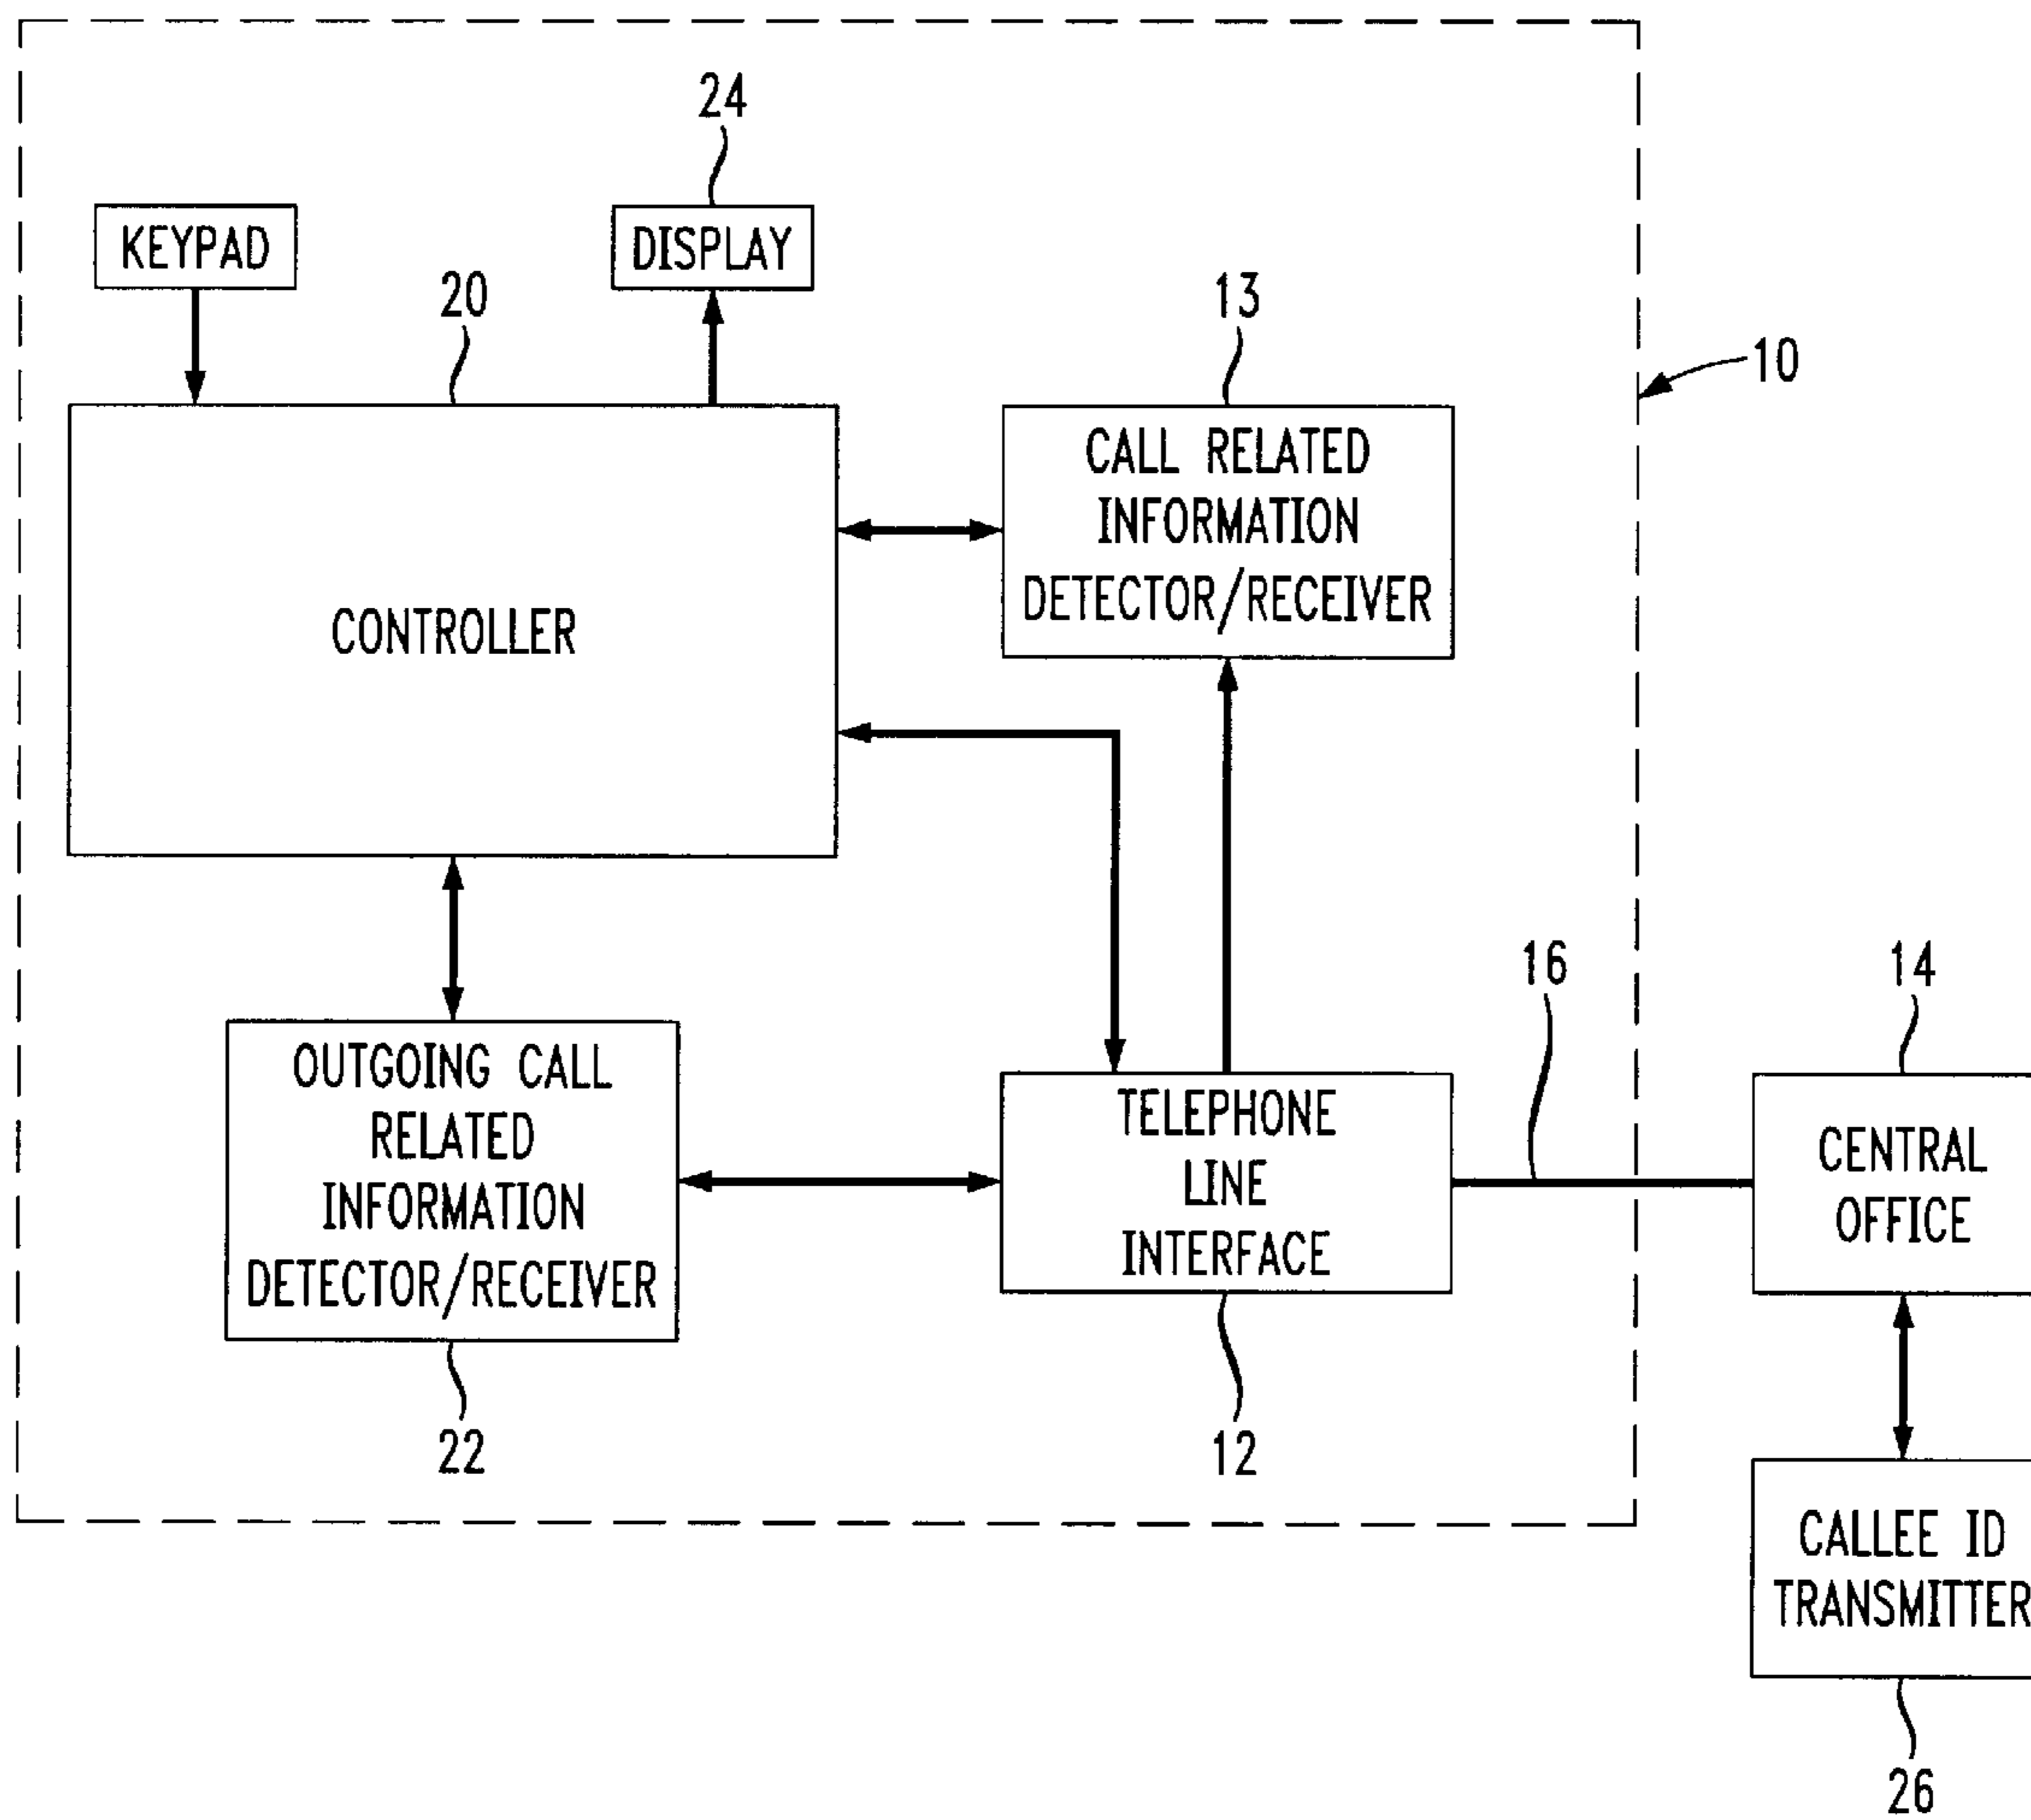 24
KEYPAD
DISPLAY
20
13
10
CALL RELATED
INFORMATION
DETECTOR/RECEIVER
CONTROLLER
16
14
OUTGOING CALL
RELATED
INFORMATION
DETECTOR/RECEIVER
TELEPHONE
LINE
INTERFACE
CENTRAL
OFFICE
22
12
CALLEE ID
TRANSMITTER
26